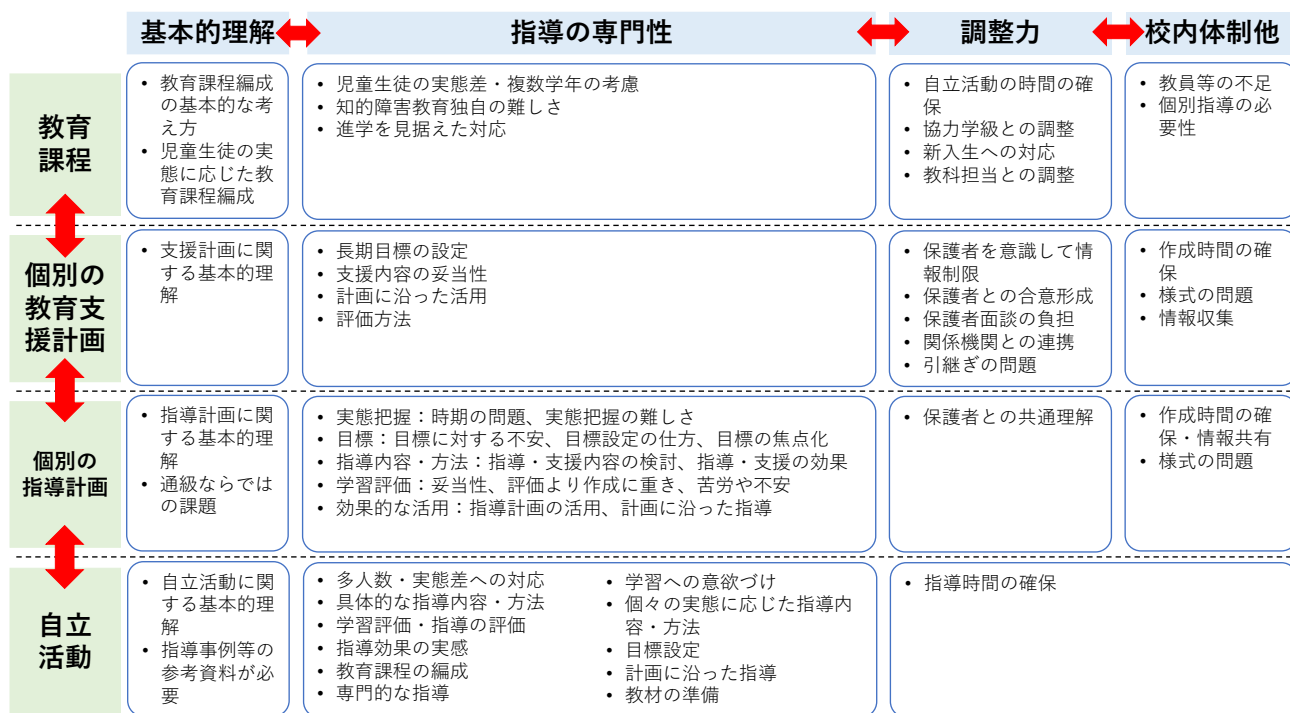 基本的理解
指導の専門性
調整力
校内体制他
教育
課程
• 教育課程編成
の基本的な考
え方
• 児童生徒の実
態に応じた教
育課程編成
• 児童生徒の実態差・複数学年の考慮
• 知的障害教育独自の難しさ
• 進学を見据えた対応
• 自立活動の時間の確
保
• 協力学級との調整
• 新入生への対応
• 教科担当との調整
• 教員等の不足
• 個別指導の必
要性
個別の
教育支
援計画
• 支援計画に関
する基本的理
解
• 長期目標の設定
• 支援内容の妥当性
• 計画に沿った活用
• 評価方法
• 保護者を意識して情
報制限
• 保護者との合意形成
• 保護者面談の負担
• 関係機関との連携
• 引継ぎの問題
• 作成時間の確
保
• 様式の問題
• 情報収集
個別の
指導計画
• 指導計画に関
する基本的理
解
• 通級ならでは
の課題
• 実態把握：時期の問題、実態把握の難しさ
• 目標：目標に対する不安、目標設定の仕方、目標の焦点化
• 指導内容・方法：指導・支援内容の検討、指導・支援の効果
• 学習評価：妥当性、評価より作成に重き、苦労や不安
• 効果的な活用：指導計画の活用、計画に沿った指導
• 保護者との共通理解
• 作成時間の確
保・情報共有
• 様式の問題
自立
活動
• 自立活動に関
する基本的理
解
• 指導事例等の
参考資料が必
要
• 多人数・実態差への対応
• 具体的な指導内容・方法
• 学習評価・指導の評価
• 指導効果の実感
• 教育課程の編成
• 専門的な指導
• 学習への意欲づけ
• 個々の実態に応じた指導内
容・方法
• 目標設定
• 計画に沿った指導
• 教材の準備
• 指導時間の確保